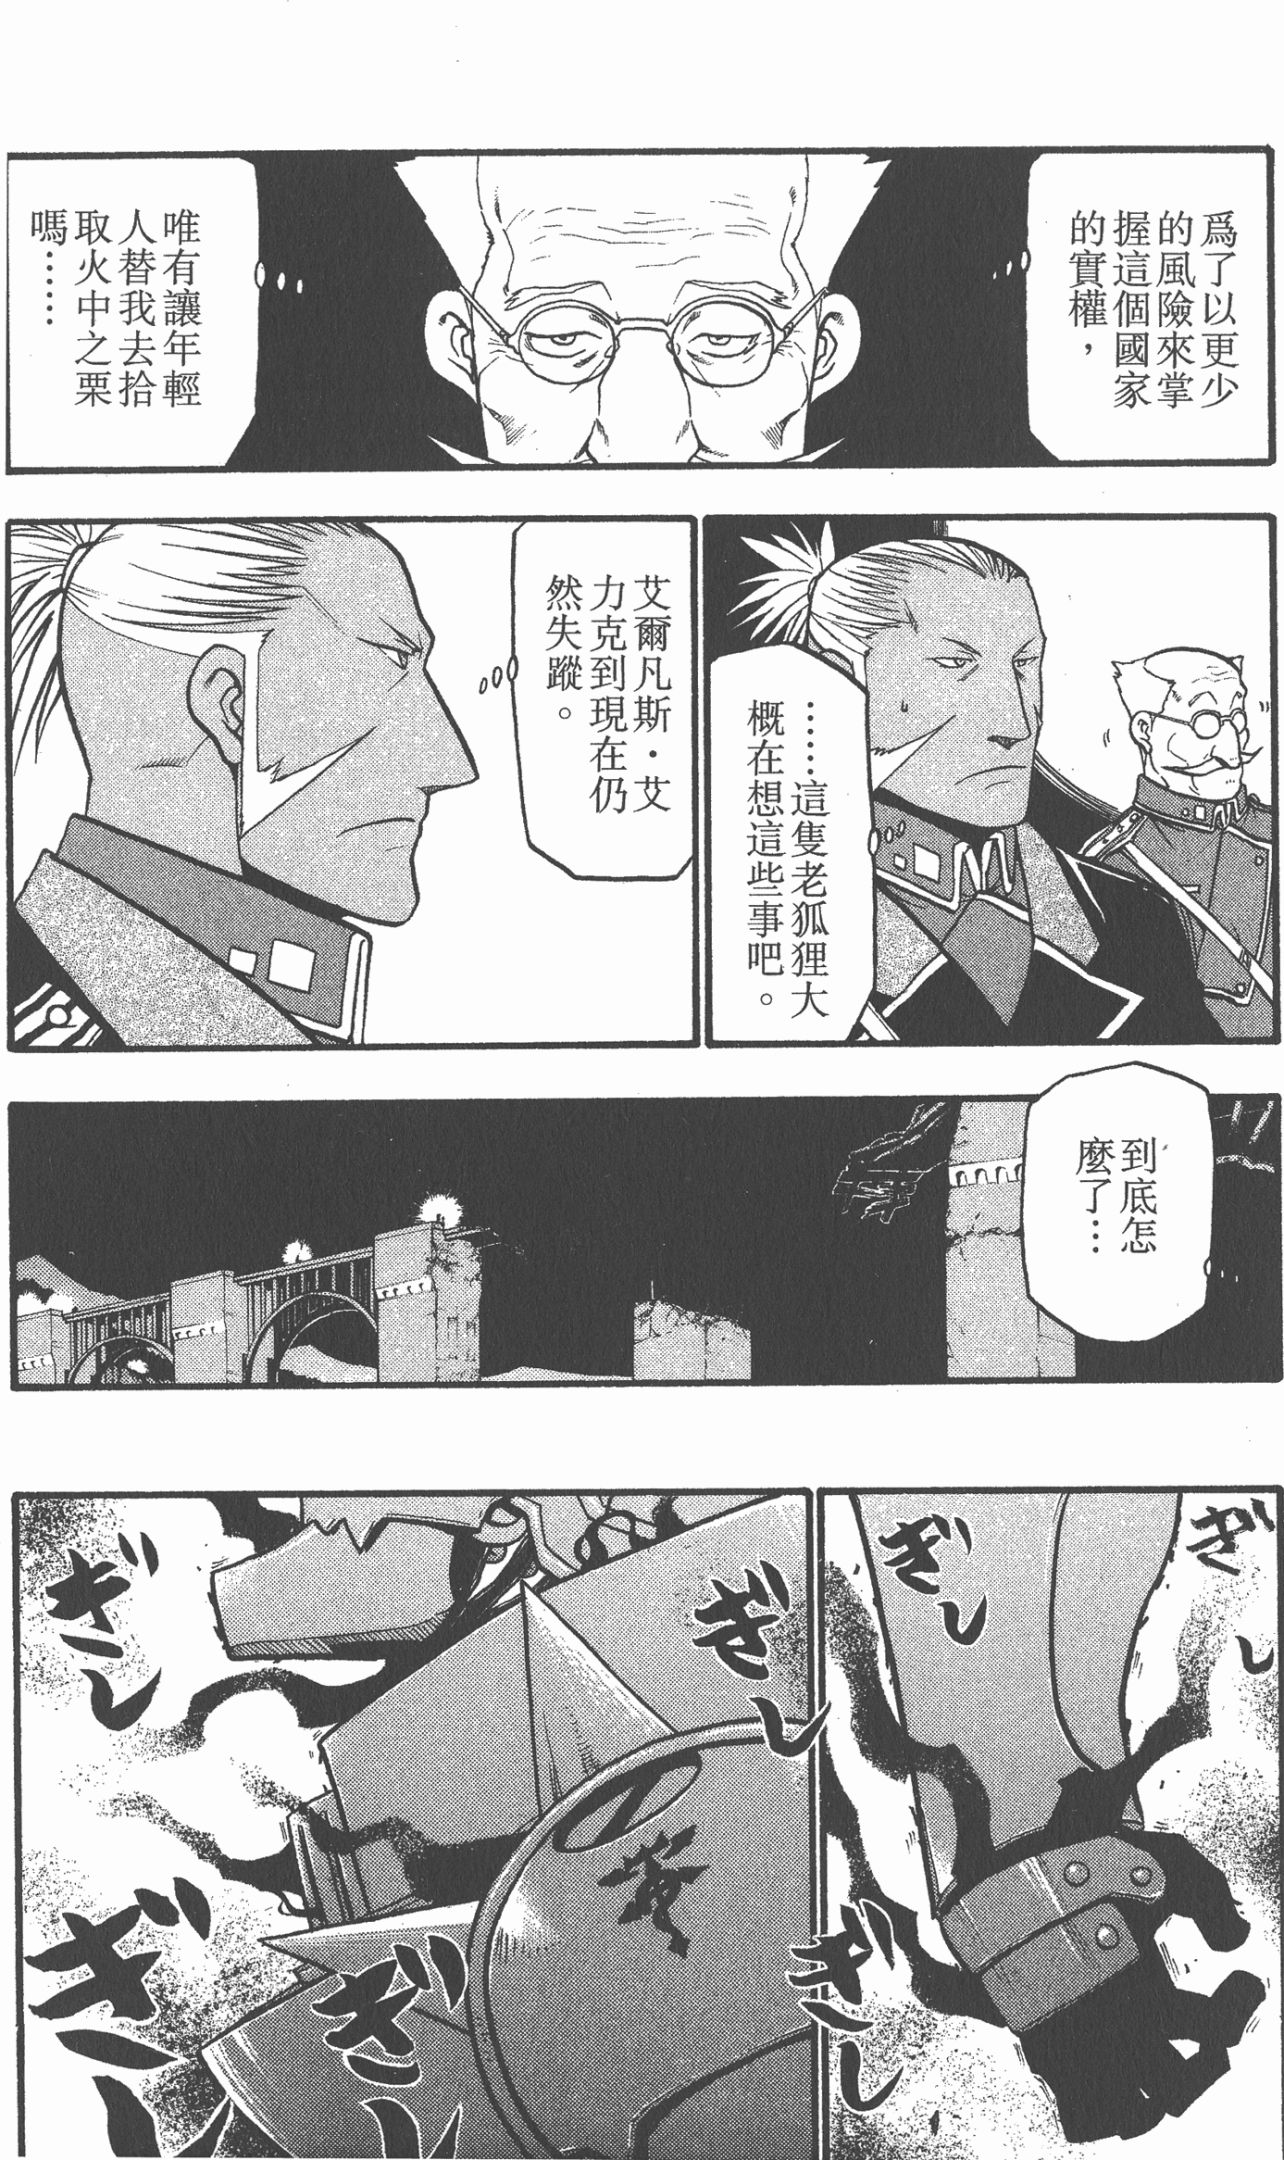 爲了以更少
的風險來掌
握這個國家
的實權，
唯有讓年輕
人替我去拾
取火中之栗
嗎……
……這隻老狐狸大
概在想這些事吧。
艾爾凡斯・艾
力克到現在仍
然失蹤。
到底怎
麼了…
ぎし
ぎし
ぎし
ぎし
ぎし
ぎし
ぎし